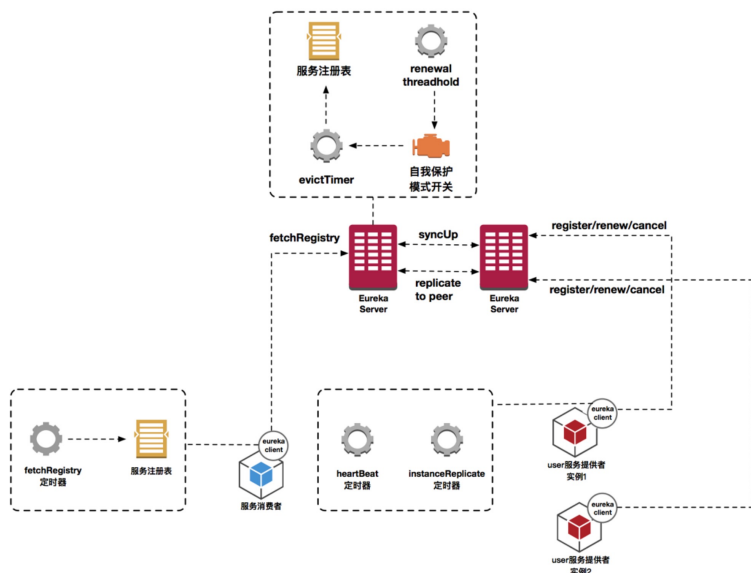 服务注册表
renewal
threadhold
evictTimer
自我保护
模式开关
fetchRegistry
syncUp
register/renew/cancel
replicate
to peer
register/renew/cancel
Eureka
Server
Eureka
Server
eureka
client
eureka
client
fetchRegistry
定时器
服务注册表
服务消费者
heartBeat
定时器
instanceReplicate
定时器
user服务提供者
实例1
eureka
client
user服务提供者
实例2